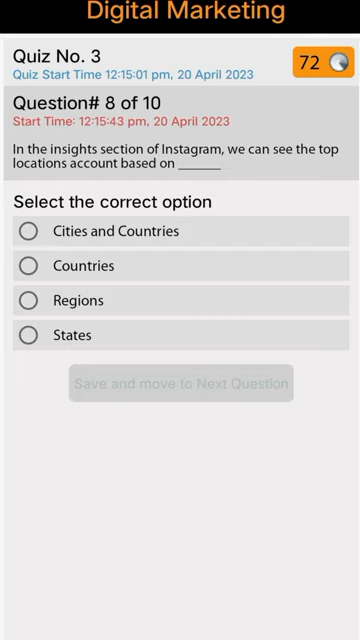 Digital Marketing
Quiz No. 3
Quiz Start Time 12:15:01 pm, 20 April 2023
72
Question# 8 of 10
Start Time: 12:15:43 pm, 20 April 2023
In the insights section of Instagram, we can see the top
locations account based on ______
Select the correct option
Cities and Countries
Countries
Regions
States
Save and move to Next Question